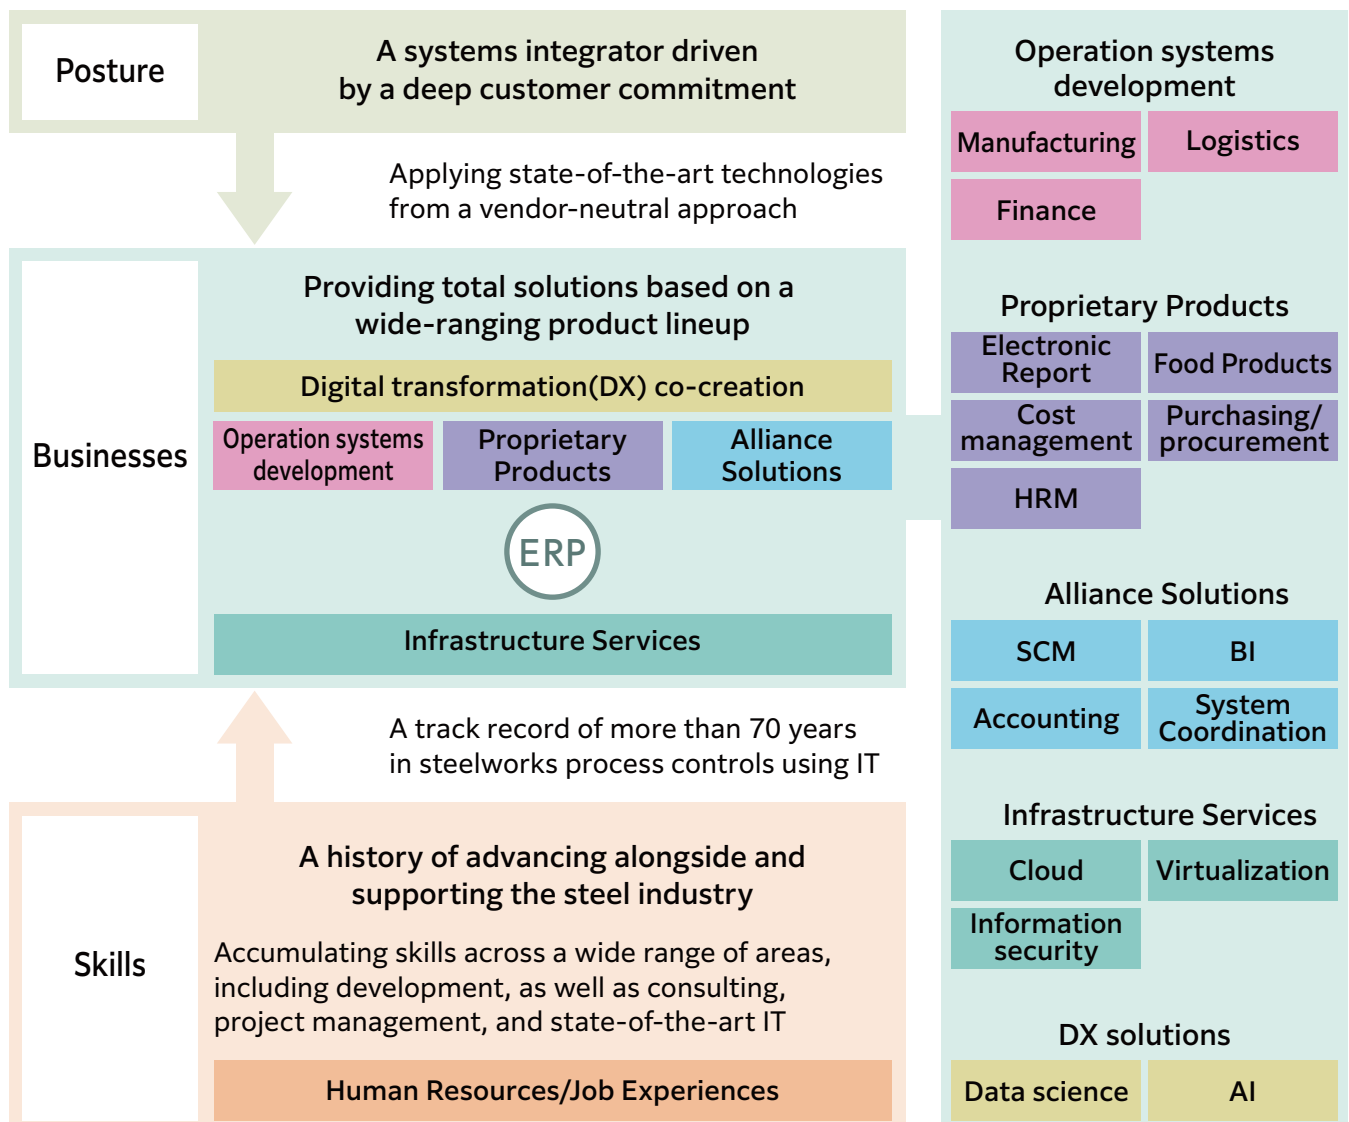 Posture
A systems integrator driven
by a deep customer commitment
Applying state-of-the-art technologies
from a vendor-neutral approach
Businesses
Providing total solutions based on a
wide-ranging product lineup
Digital transformation(DX) co-creation
Operation systems
development
Proprietary
Products
Alliance
Solutions
ERP
Infrastructure Services
A track record of more than 70 years
in steelworks process controls using IT
Skills
A history of advancing alongside and
supporting the steel industry
Accumulating skills across a wide range of areas,
including development, as well as consulting,
project management, and state-of-the-art IT
Human Resources/Job Experiences
Operation systems
development
Manufacturing
Logistics
Finance
Proprietary Products
Electronic
Report
Food Products
Cost
management
Purchasing/
procurement
HRM
Alliance Solutions
SCM
BI
Accounting
System
Coordination
Infrastructure Services
Cloud
Virtualization
Information
security
DX solutions
Data science
AI